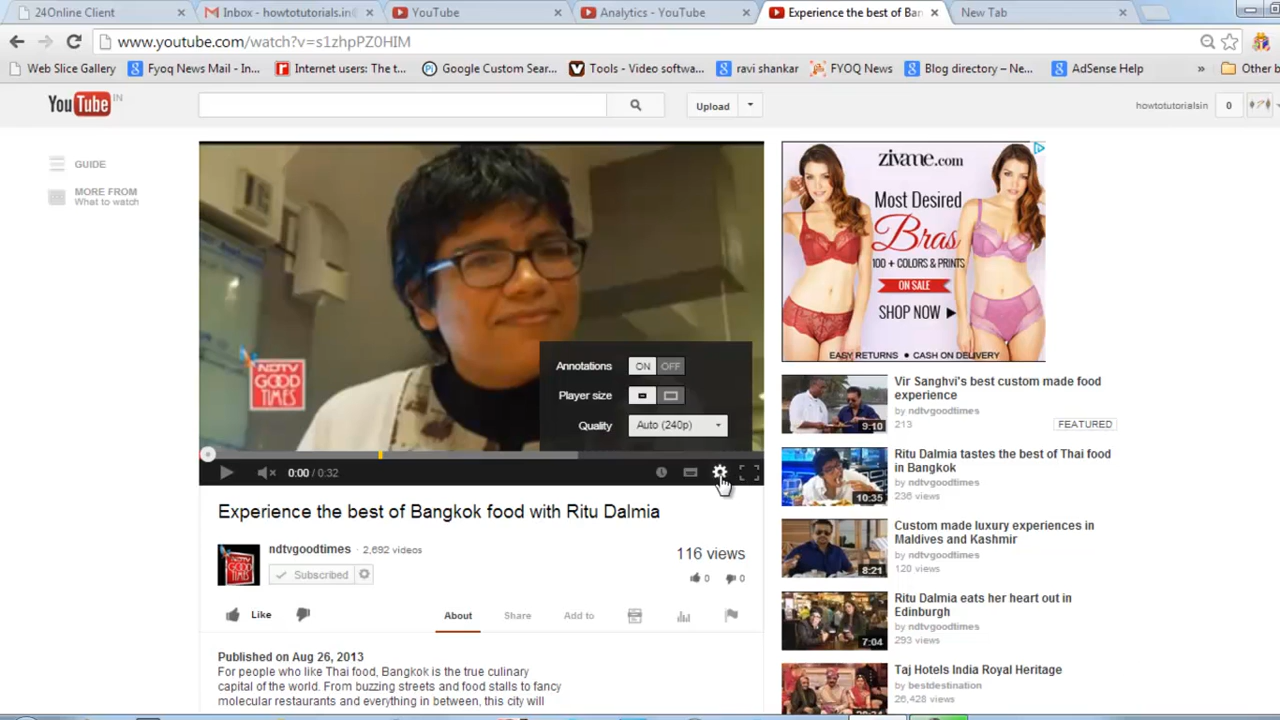 24Online Client
Inbox - howtotutorials.in@
YouTube
Analytics - YouTube
Experience the best of Ban
New Tab
www.youtube.com/watch?v=s1zhpPZ0HIM
Web Slice Gallery
Fyoq News Mail - In...
Internet users: The t...
Google Custom Sear...
Tools - Video softwa...
ravi shankar
FYOQ News
Blog directory – Ne...
AdSense Help
»
Other b
YouTube IN
Upload
howtotutorialsin
0
GUIDE
MORE FROM
What to watch
NDTV
GOOD
TIMES
Annotations ON OFF
Player size
Quality Auto (240p)
0:00 / 0:32
Experience the best of Bangkok food with Ritu Dalmia
ndtvgoodtimes · 2,692 videos
Subscribed
116 views
0 0
Like
About
Share
Add to
Published on Aug 26, 2013
For people who like Thai food, Bangkok is the true culinary
capital of the world. From buzzing streets and food stalls to fancy
and view restaurants and everything in between, this city will
zivame.com
Most Desired
Bras
100 + COLORS & PRINTS
ON SALE
SHOP NOW
EASY RETURNS • CASH ON DELIVERY
Vir Sanghvi's best custom made food
experience
by ndtvgoodtimes
213
FEATURED
9:10
Ritu Dalmia tastes the best of Thai food
in Bangkok
by ndtvgoodtimes
236 views
10:35
Custom made luxury experiences in
Maldives and Kashmir
by ndtvgoodtimes
120 views
8:21
Ritu Dalmia eats her heart out in
Edinburgh
by ndtvgoodtimes
293 views
7:04
Taj Hotels India Royal Heritage
by bestdestination
26,428 views